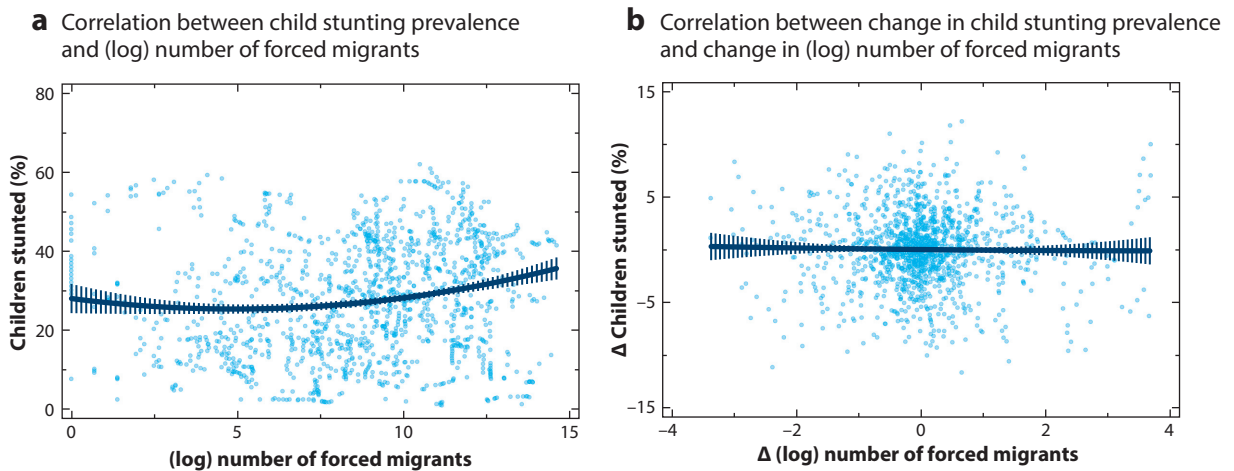 a Correlation between child stunting prevalence
and (log) number of forced migrants
80
60
40
20
0
Children stunted (%)
0
5
10
15
(log) number of forced migrants
b Correlation between change in child stunting prevalence
and change in (log) number of forced migrants
15
5
–5
–15
Δ Children stunted (%)
–4
–2
0
2
4
Δ (log) number of forced migrants